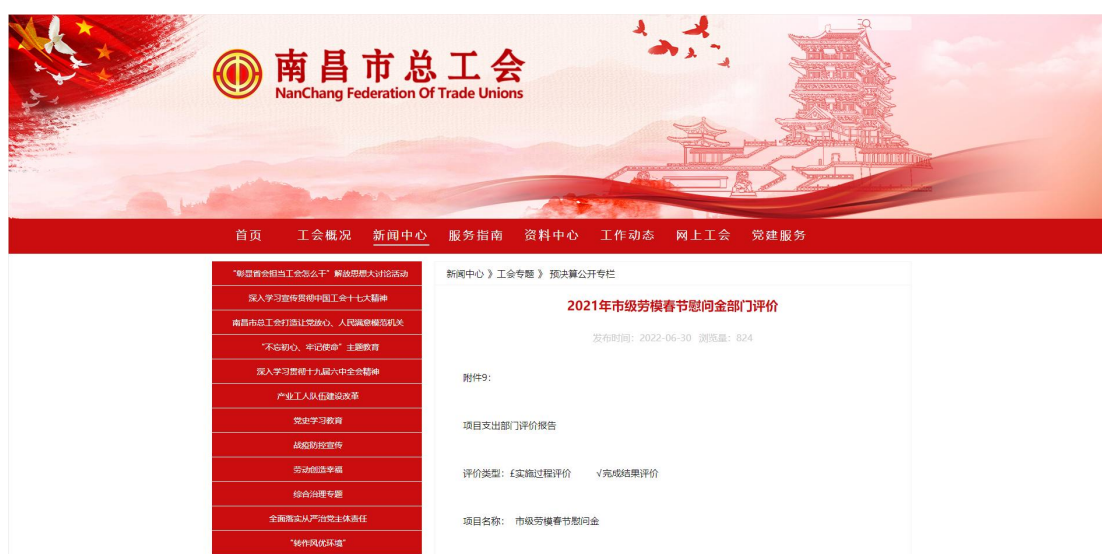 南昌市总工会
NanChang Federation Of Trade Unions
首页 工会概况 新闻中心 服务指南 资料中心 工作动态 网上工会 党建服务
"彰显省会担当工会怎么干" 解放思想大讨论活动
深入学习宣传贯彻中国工会十七大精神
南昌市总工会打造让党放心、人民满意模范机关
"不忘初心、牢记使命" 主题教育
深入学习贯彻十九届六中全会精神
产业工人队伍建设改革
党史学习教育
战疫防控宣传
劳动创造幸福
综合治理专题
全面落实从严治党主体责任
"转作风优环境"
新闻中心 》工会专题 》 预决算公开专栏
2021年市级劳模春节慰问金部门评价
发布时间：2022-06-30 浏览量：824
附件9：
项目支出部门评价报告
评价类型：£实施过程评价 √完成结果评价
项目名称： 市级劳模春节慰问金